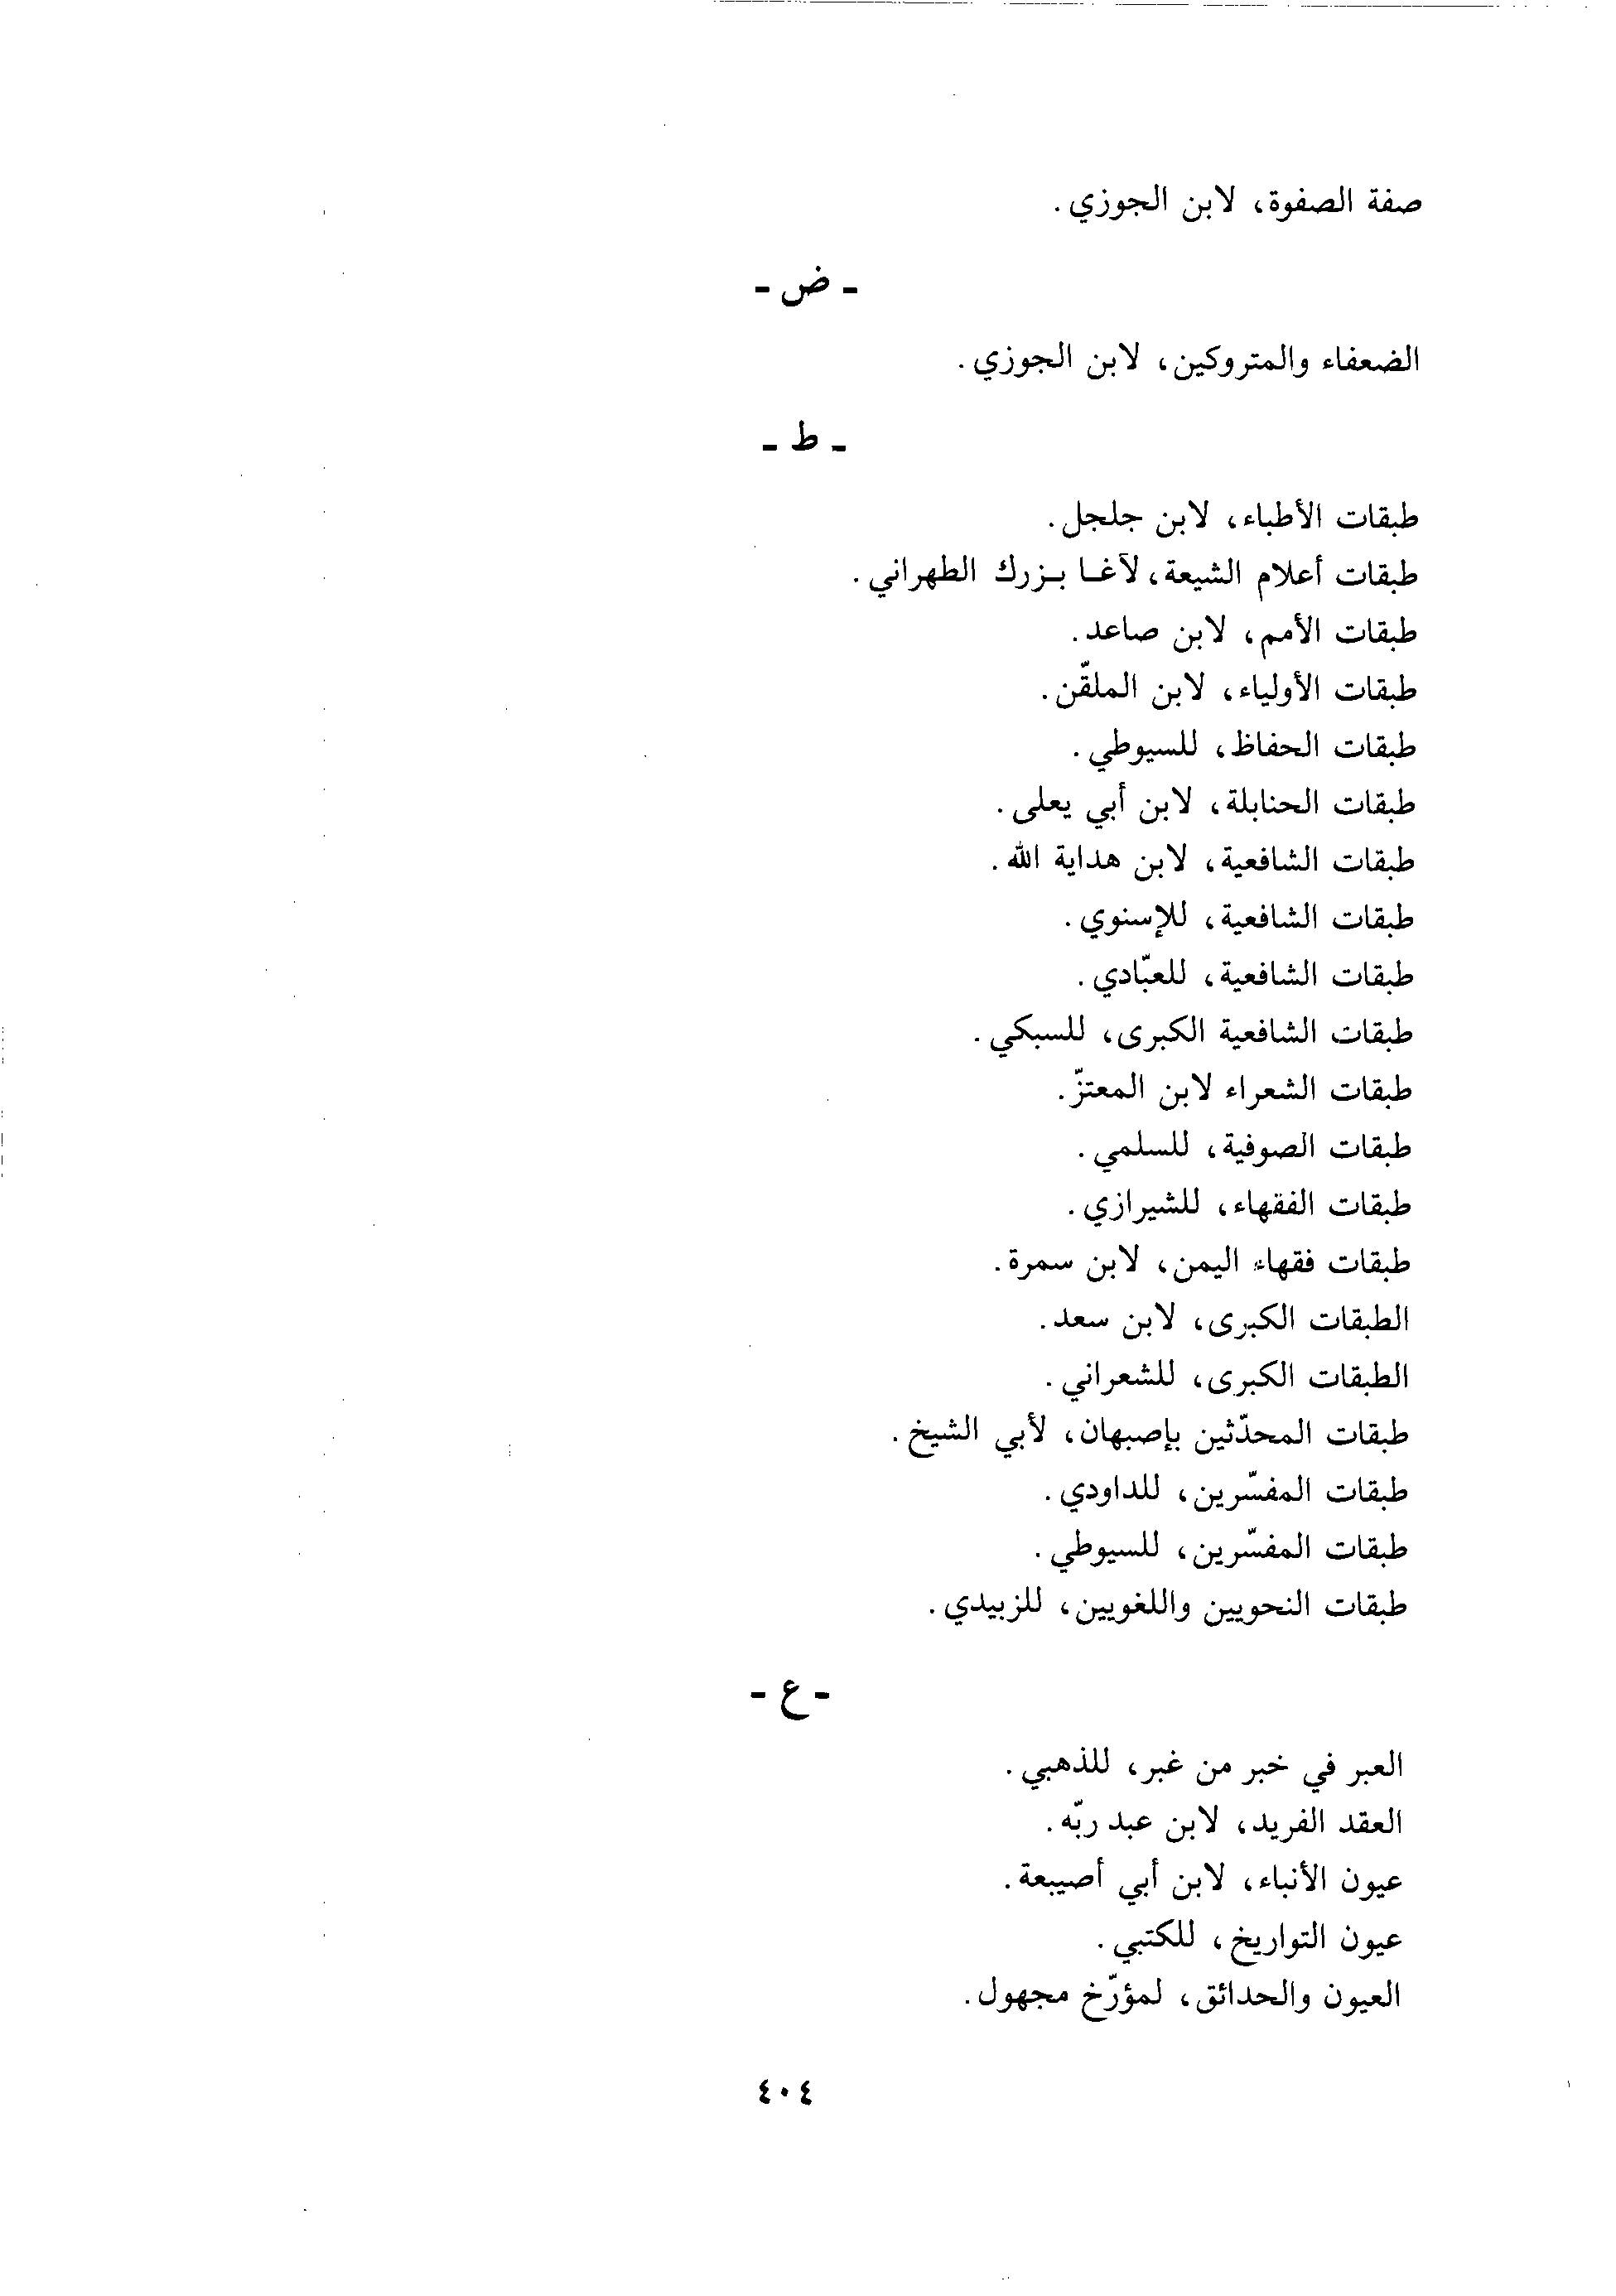 صفة الصفوة، لابن الجوزي.
- ض -
الضعفاء والمتروكين، لابن الجوزي.
- ط -
طبقات الأطباء، لابن جلجل.
طبقات أعلام الشيعة، لآغا بزرك الطهراني.
طبقات الأمم، لابن صاعد.
طبقات الأولياء، لابن الملقّن.
طبقات الحفاظ، للسيوطي.
طبقات الحنابلة، لابن أبي يعلى.
طبقات الشافعية، لابن هداية الله.
طبقات الشافعية، للإسنوي.
طبقات الشافعية، للعبّادي.
طبقات الشافعية الكبرى، للسبكي.
طبقات الشعراء لابن المعتزّ.
طبقات الصوفية، للسلمي.
طبقات الفقهاء، للشيرازي.
طبقات فقهاء اليمن، لابن سمرة.
الطبقات الكبرى، لابن سعد.
الطبقات الكبرى، للشعراني.
طبقات المحدّثين بإصبهان، لأبي الشيخ.
طبقات المفسّرين، للداودي.
طبقات المفسّرين، للسيوطي.
طبقات النحويين واللغويين، للزبيدي.
- ع -
العبر في خبر من غبر، للذهبي.
العقد الفريد، لابن عبد ربّه.
عيون الأنباء، لابن أبي أصيبعة.
عيون التواريخ، للكتبي.
العيون والحدائق، لمؤرّخ مجهول.
٤٠٤